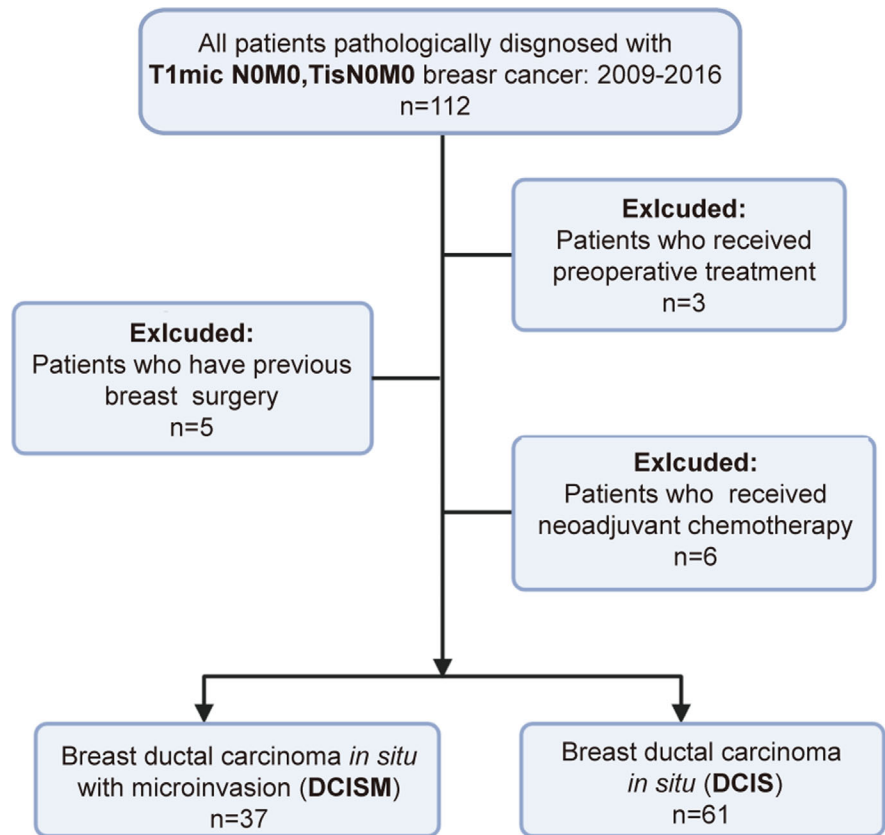 All patients pathologically disgnosed with
T1mic N0M0,TisN0M0 breasr cancer: 2009-2016
n=112
Exlcuded:
Patients who received
preoperative treatment
n=3
Exlcuded:
Patients who have previous
breast surgery
n=5
Exlcuded:
Patients who received
neoadjuvant chemotherapy
n=6
Breast ductal carcinoma in situ
with microinvasion (DCISM)
n=37
Breast ductal carcinoma
in situ (DCIS)
n=61